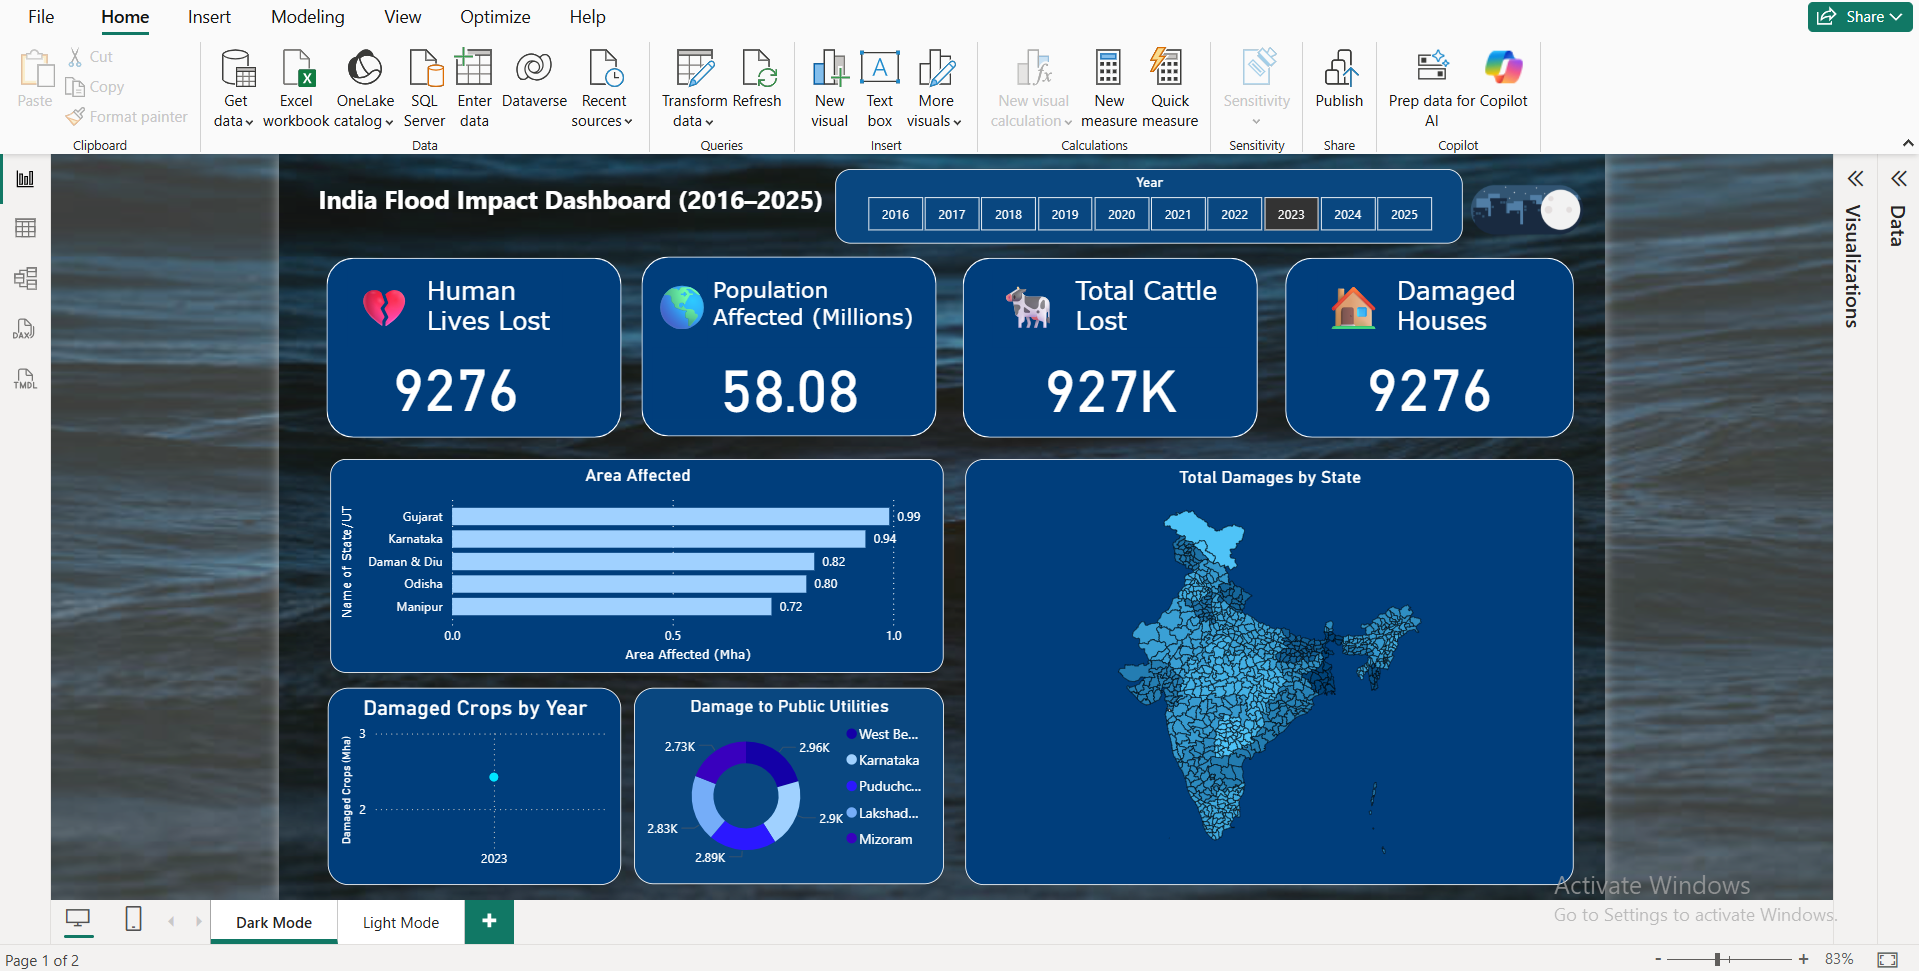 File Home Insert Modeling View Optimize Help
Share
Paste
Cut
Copy
Format painter
Clipboard
Get data
Excel workbook
OneLake catalog
SQL Server
Enter data
Dataverse
Recent sources
Data
Transform data
Refresh
Queries
New visual
Text box
More visuals
Insert
New visual calculation
New measure
Quick measure
Calculations
Sensitivity
Sensitivity
Publish
Share
Prep data for AI
Copilot
Copilot
DAX
TMDL
India Flood Impact Dashboard (2016–2025)
Year
2016 2017 2018 2019 2020 2021 2022 2023 2024 2025
Human
Lives Lost
9276
Population
Affected (Millions)
58.08
Total Cattle
Lost
927K
Damaged
Houses
9276
Area Affected
Name of State/UT
Gujarat 0.99
Karnataka 0.94
Daman & Diu 0.82
Odisha 0.80
Manipur 0.72
0.0 0.5 1.0
Area Affected (Mha)
Total Damages by State
Damaged Crops by Year
Damaged Crops (Mha)
3
2
2023
Damage to Public Utilities
2.73K
2.96K
2.9K
2.89K
2.83K
West Be...
Karnataka
Puduchc...
Lakshad...
Mizoram
Visualizations
Data
Activate Windows
Go to Settings to activate Windows.
Dark Mode
Light Mode
+
Page 1 of 2
- + 83%